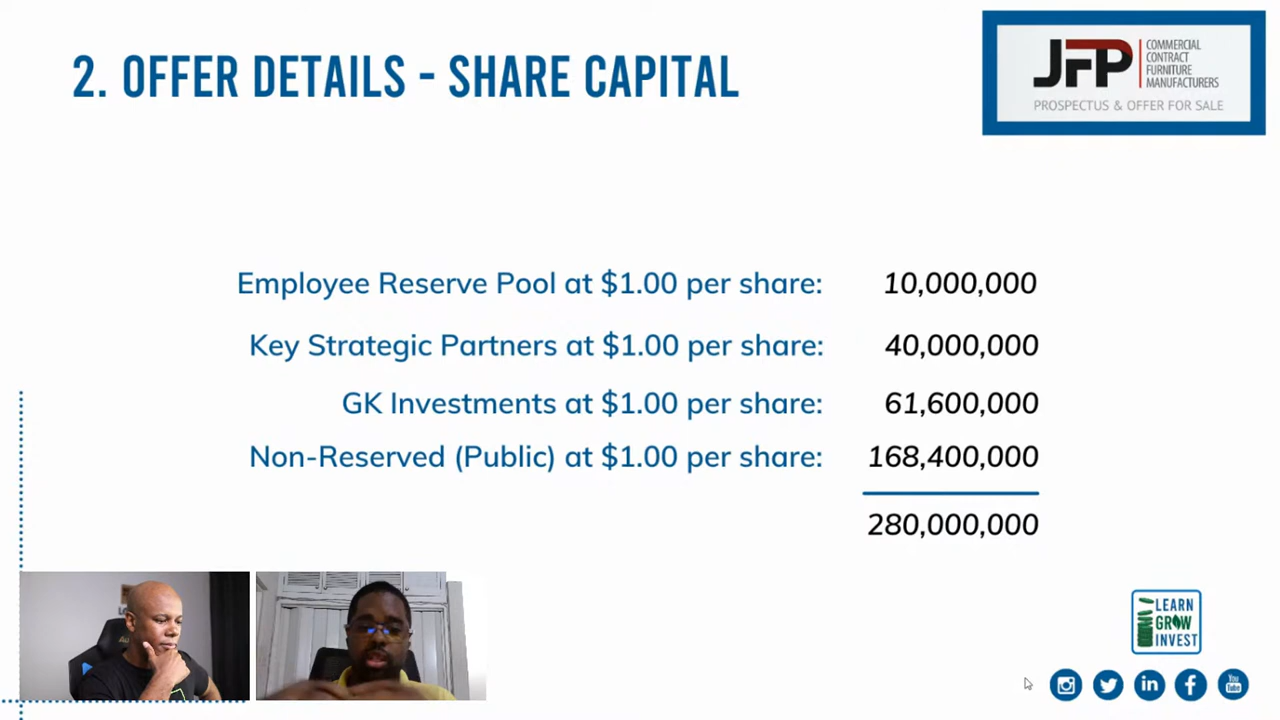 2. OFFER DETAILS - SHARE CAPITAL
JFP
COMMERCIAL
CONTRACT
FURNITURE
MANUFACTURERS
PROSPECTUS & OFFER FOR SALE
Employee Reserve Pool at $1.00 per share: 10,000,000
Key Strategic Partners at $1.00 per share: 40,000,000
GK Investments at $1.00 per share: 61,600,000
Non-Reserved (Public) at $1.00 per share: 168,400,000
280,000,000
LEARN
GROW
INVEST
You
Tube